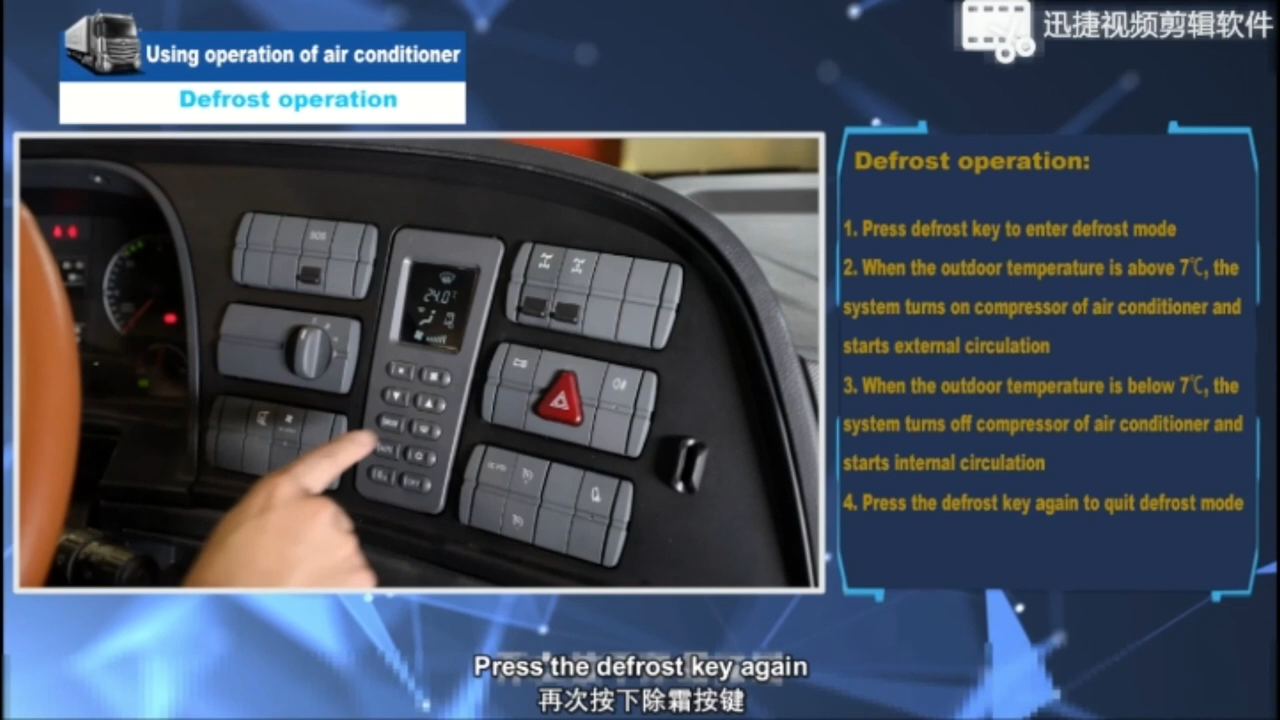 迅捷视频剪辑软件
Using operation of air conditioner
Defrost operation
SOS
24.0℃
Defrost operation:
1. Press defrost key to enter defrost mode
2. When the outdoor temperature is above 7℃, the
system turns on compressor of air conditioner and
starts external circulation
3. When the outdoor temperature is below 7℃, the
system turns off compressor of air conditioner and
starts internal circulation
4. Press the defrost key again to quit defrost mode
Press the defrost key again
再次按下除霜按键